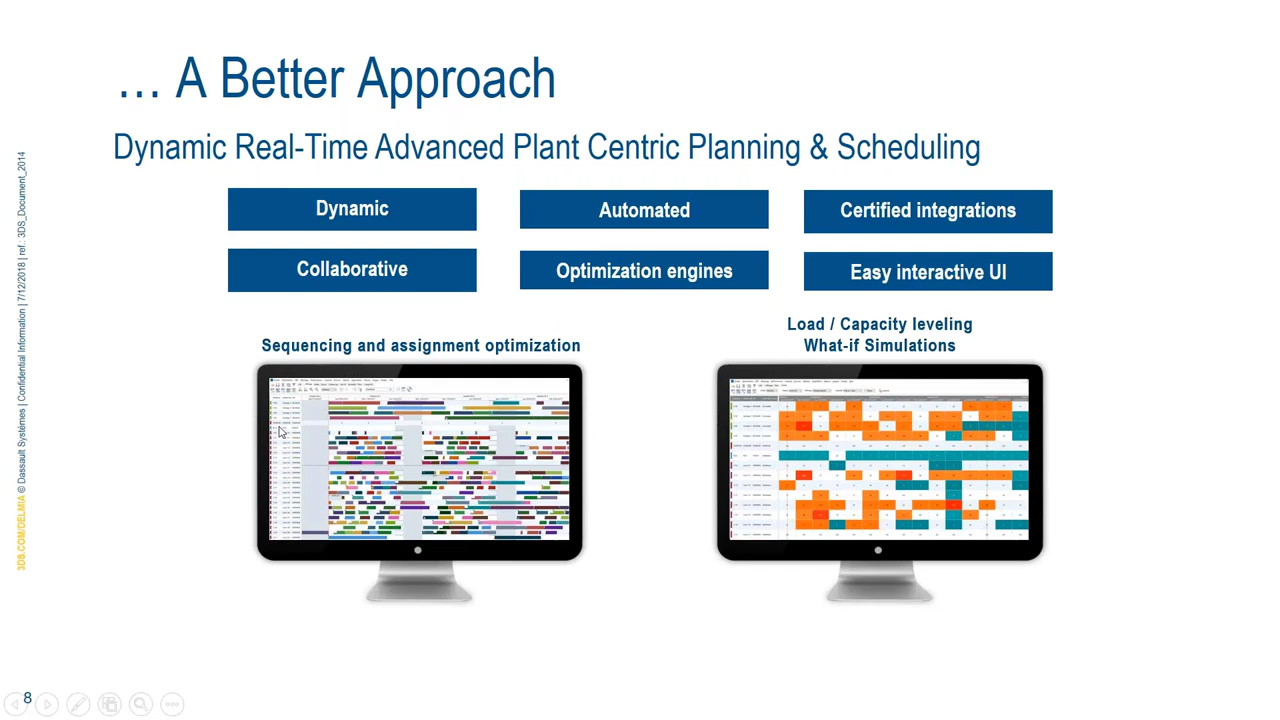 … A Better Approach
Dynamic Real-Time Advanced Plant Centric Planning & Scheduling
Dynamic
Automated
Certified integrations
Collaborative
Optimization engines
Easy interactive UI
Sequencing and assignment optimization
Load / Capacity leveling
What-if Simulations
3DS.COM/DELMIA © Dassault Systèmes | Confidential Information | 7/12/2018 | ref.: 3DS_Document_2014
8